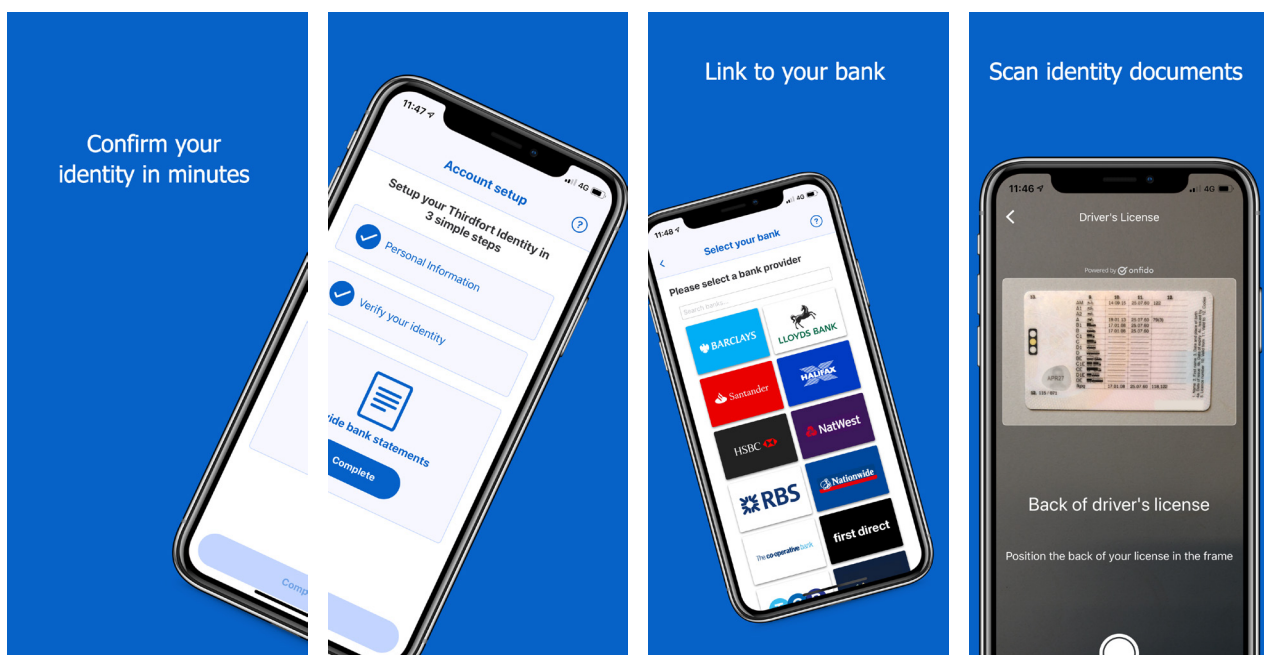 Confirm your
identity in minutes
Comp
11:47
4G
Account setup
Setup your Thirdfort Identity in
3 simple steps
Personal Information
Verify your identity
ide bank statements
Complete
Link to your bank
11:48
4G
Select your bank
Please select a bank provider
Search banks...
BARCLAYS
LLOYDS BANK
Santander
HALIFAX
HSBC
NatWest
RBS
Nationwide
The co-operative bank
first direct
Scan identity documents
11:46
4G
Driver's License
Powered by onfido
Back of driver's license
Position the back of your license in the frame